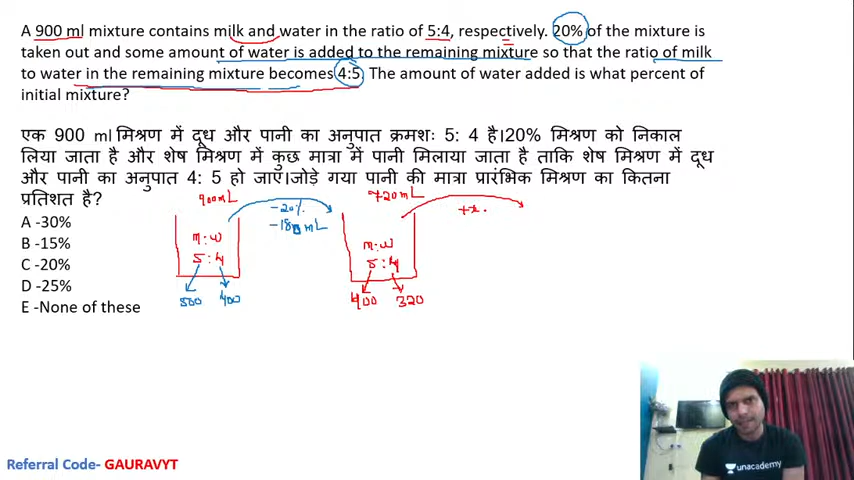 A 900 ml mixture contains milk and water in the ratio of 5:4, respectively. 20% of the mixture is
taken out and some amount of water is added to the remaining mixture so that the ratio of milk
to water in the remaining mixture becomes 4:5. The amount of water added is what percent of
initial mixture?
एक 900 ml मिश्रण में दूध और पानी का अनुपात क्रमशः 5: 4 है।20% मिश्रण को निकाल
लिया जाता है और शेष मिश्रण में कुछ मात्रा में पानी मिलाया जाता है ताकि शेष मिश्रण में दूध
और पानी का अनुपात 4: 5 हो जाए।जोड़े गया पानी की मात्रा प्रारंभिक मिश्रण का कितना
प्रतिशत है?
A -30%
B -15%
C -20%
D -25%
E -None of these
900mL
-20%
-180 mL
m:w
5:4
500 400
720mL
+x.
m:w
5:4
400 320
unacademy
Referral Code- GAURAVYT